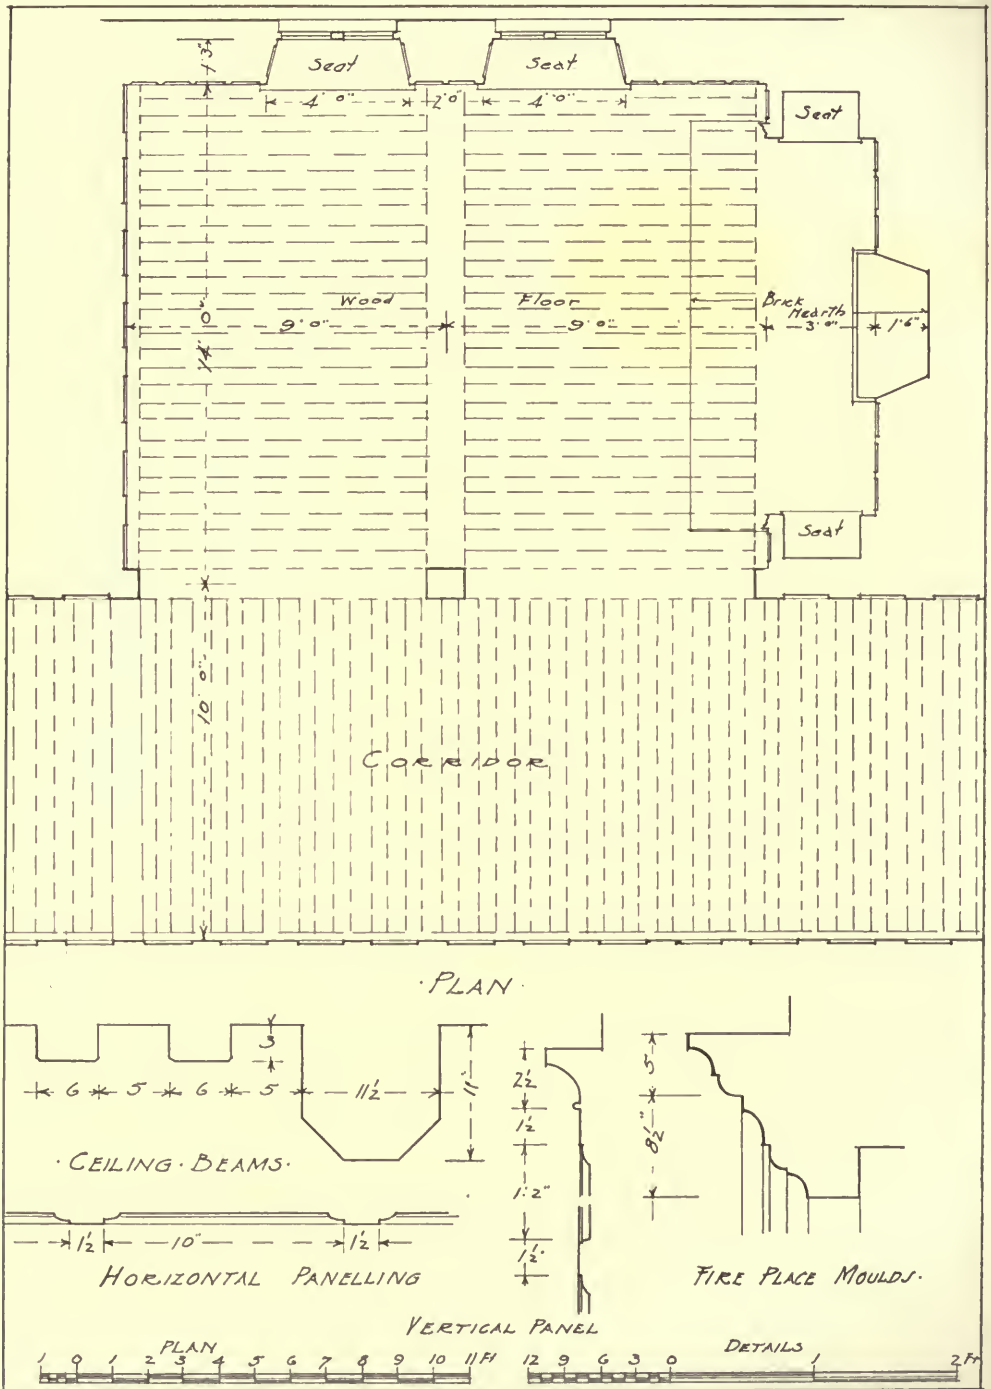 1'3"
Seat
Seat
4' 0"
2' 0"
4' 0"
Seat
Wood
Floor
Brick
Hearth
9' 0"
9' 0"
3' 0"
1' 6"
14' 0"
Seat
10' 0"
CORRIDOR
·PLAN·
3
6
5
6
5
11½
11"
·CEILING·BEAMS·
1½
10"
1½
HORIZONTAL PANELLING
2½
1½
1'2"
1½"
VERTICAL PANEL
5
8½"
FIRE PLACE MOULDS·
PLAN
1 0 1 2 3 4 5 6 7 8 9 10 11 Ft
DETAILS
12 9 6 3 0 1 2 Ft